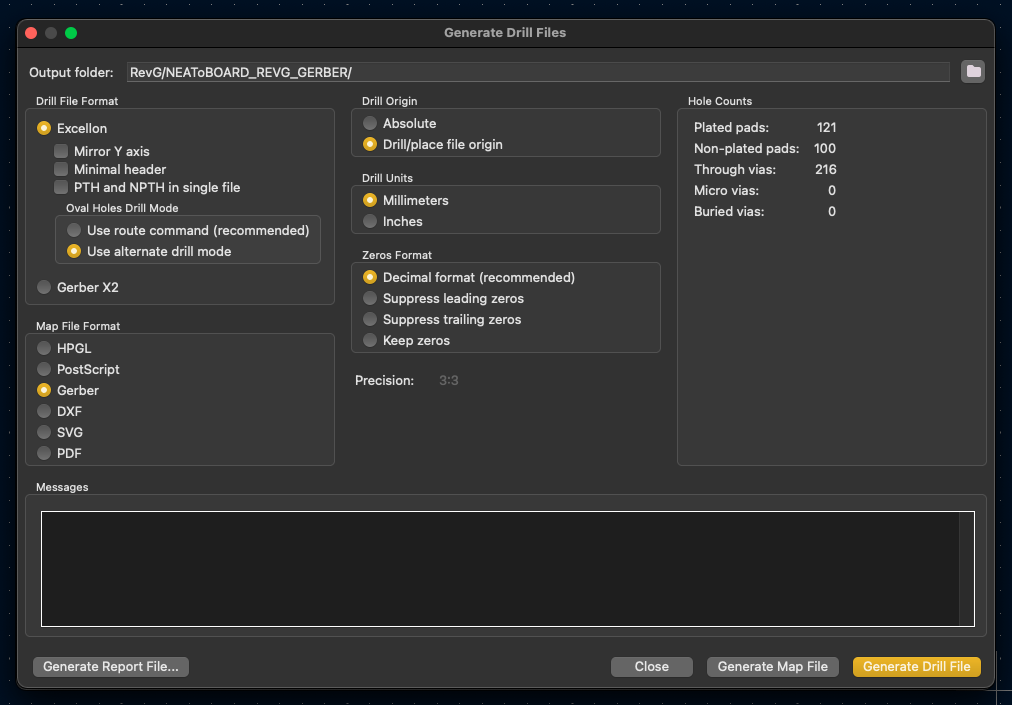 Generate Drill Files
Output folder: RevG/NEAToBOARD_REVG_GERBER/
Drill File Format
Excellon
Mirror Y axis
Minimal header
PTH and NPTH in single file
Oval Holes Drill Mode
Use route command (recommended)
Use alternate drill mode
Gerber X2
Map File Format
HPGL
PostScript
Gerber
DXF
SVG
PDF
Drill Origin
Absolute
Drill/place file origin
Drill Units
Millimeters
Inches
Zeros Format
Decimal format (recommended)
Suppress leading zeros
Suppress trailing zeros
Keep zeros
Precision: 3:3
Hole Counts
Plated pads: 121
Non-plated pads: 100
Through vias: 216
Micro vias: 0
Buried vias: 0
Messages
Generate Report File... Close Generate Map File Generate Drill File